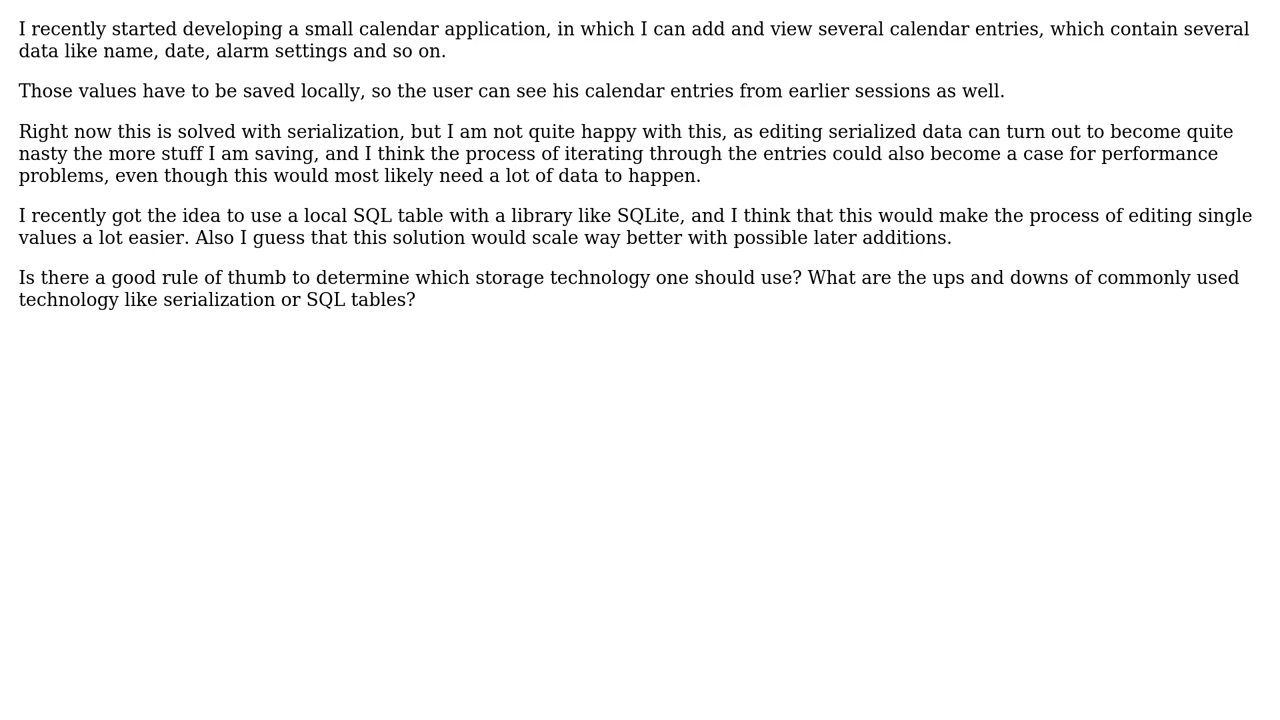 I recently started developing a small calendar application, in which I can add and view several calendar entries, which contain several
data like name, date, alarm settings and so on.
Those values have to be saved locally, so the user can see his calendar entries from earlier sessions as well.
Right now this is solved with serialization, but I am not quite happy with this, as editing serialized data can turn out to become quite
nasty the more stuff I am saving, and I think the process of iterating through the entries could also become a case for performance
problems, even though this would most likely need a lot of data to happen.
I recently got the idea to use a local SQL table with a library like SQLite, and I think that this would make the process of editing single
values a lot easier. Also I guess that this solution would scale way better with possible later additions.
Is there a good rule of thumb to determine which storage technology one should use? What are the ups and downs of commonly used
technology like serialization or SQL tables?